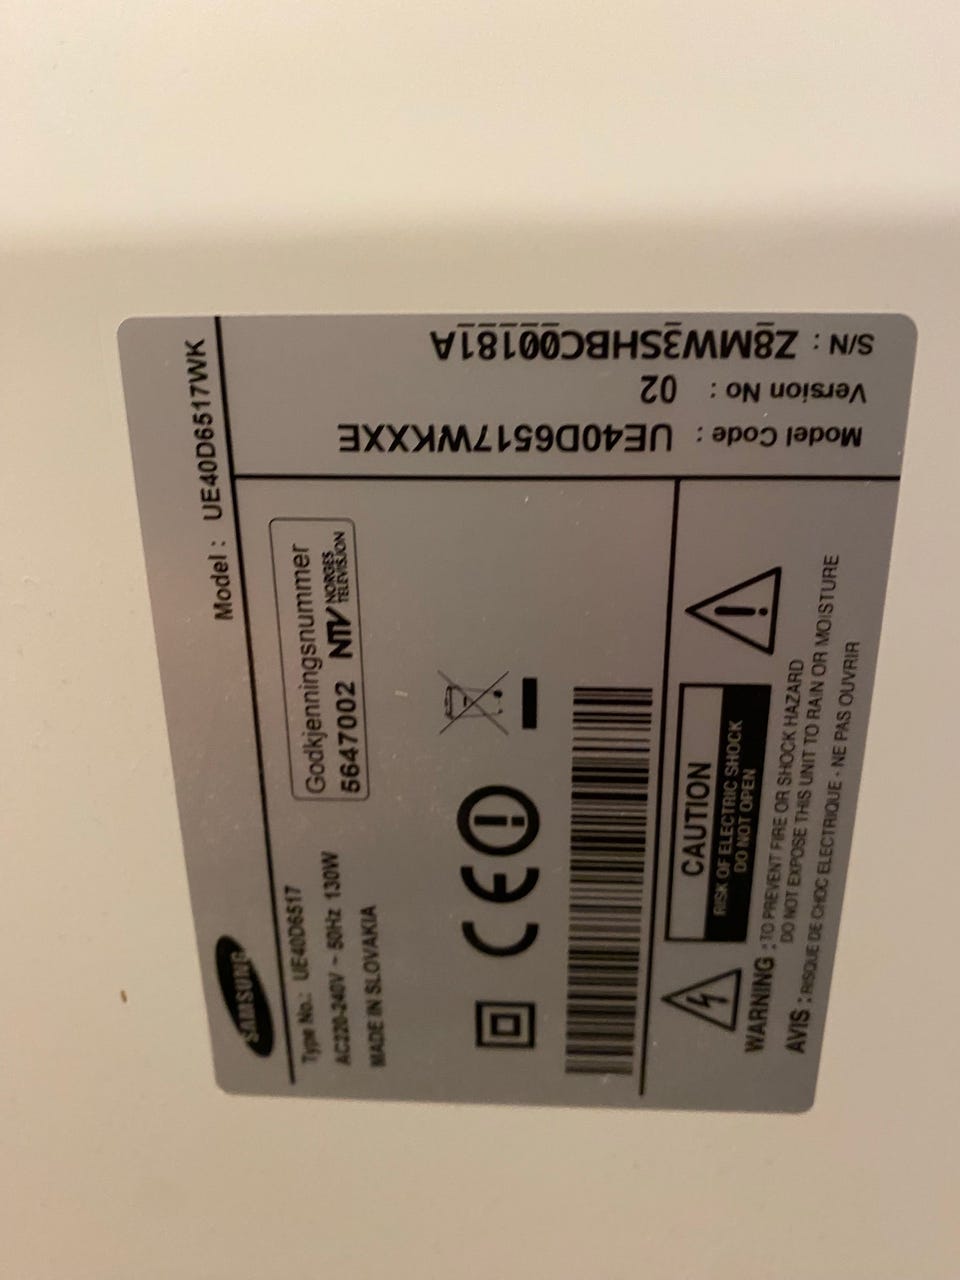 SAMSUNG
Model : UE40D6517WK
Type No.: UE40D6517
AC220-240V ~ 50Hz 130W
MADE IN SLOVAKIA
Godkjenningsnummer
5647002 NTV NORGES TELEVISJON
CE
CAUTION
RISK OF ELECTRIC SHOCK
DO NOT OPEN
WARNING : TO PREVENT FIRE OR SHOCK HAZARD
DO NOT EXPOSE THIS UNIT TO RAIN OR MOISTURE
AVIS : RISQUE DE CHOC ELECTRIQUE - NE PAS OUVRIR
Model Code : UE40D6517WKXXE
Version No : 02
S/N : Z8MW3SHBC00181A